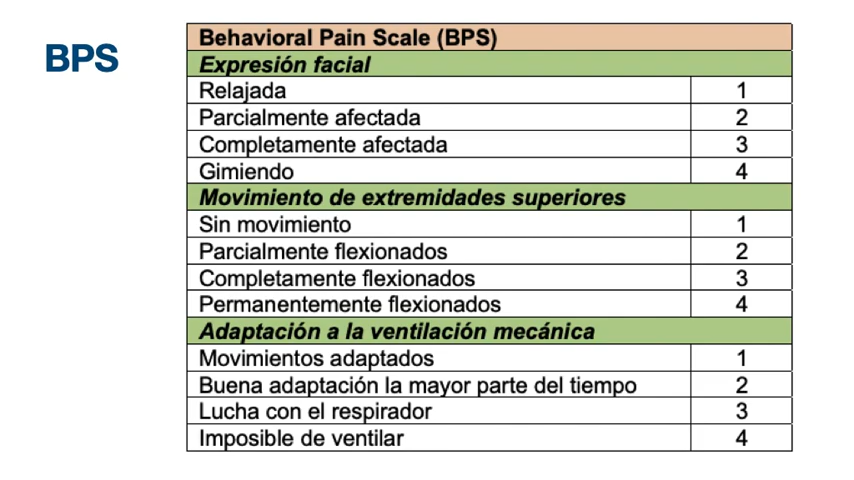 BPS
Behavioral Pain Scale (BPS)
Expresión facial
Relajada 1
Parcialmente afectada 2
Completamente afectada 3
Gimiendo 4
Movimiento de extremidades superiores
Sin movimiento 1
Parcialmente flexionados 2
Completamente flexionados 3
Permanentemente flexionados 4
Adaptación a la ventilación mecánica
Movimientos adaptados 1
Buena adaptación la mayor parte del tiempo 2
Lucha con el respirador 3
Imposible de ventilar 4